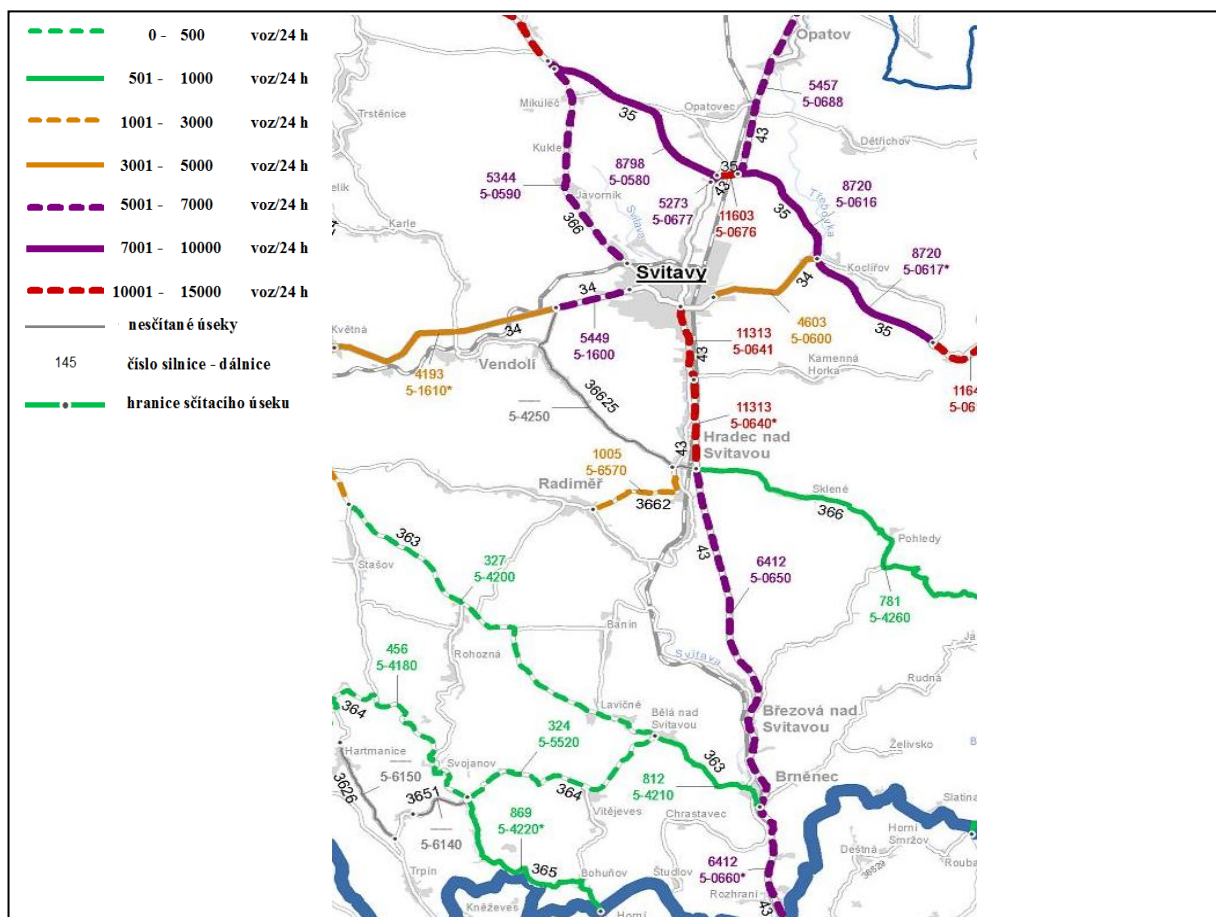 0 - 500 voz/24 h
501 - 1000 voz/24 h
1001 - 3000 voz/24 h
3001 - 5000 voz/24 h
5001 - 7000 voz/24 h
7001 - 10000 voz/24 h
10001 - 15000 voz/24 h
nesčítané úseky
145 číslo silnice - dálnice
hranice sčítacího úseku
Opatov
5457
5-0688
43
Mikuleč
35
Opatovec
Dětřichov
Trstěnice
Kukle
8798
5-0580
35
43
5344
5-0590
Javorník
5273
5-0677
11603
5-0676
35
8720
5-0616
Třebovka
elík
Karle
366
Svitava
Svitavy
Koclířov
8720
5-0617*
34
34
35
Květná
34
5449
5-1600
43
11313
5-0641
4603
5-0600
Vendolí
Kamenná
Horka
4193
5-1610*
1164
36625
5-4250
11313
5-0640*
43
Hradec nad
Svitavou
1005
5-6570
Radiměř
3662
Sklené
366
Pohledy
363
43
6412
5-0650
Stašov
327
5-4200
781
5-4260
Banín
456
5-4180
Rohozná
Svitava
Rudná
364
Lavičné
Bělá nad
Svitavou
Březová nad
Svitavou
324
5-5520
Hartmanice
Želivsko
5-6150
Svojanov
363
Brněnec
3626
3651
364
812
5-4210
Slatina
869
5-4220*
Vítějeves
Chrastavec
Horní
Smržov
5-6140
Deštná
36529
Rouba
Trpín
365
Bohuňov
Študlov
6412
5-0660*
Rozhraní
Kněževes
Horní
43